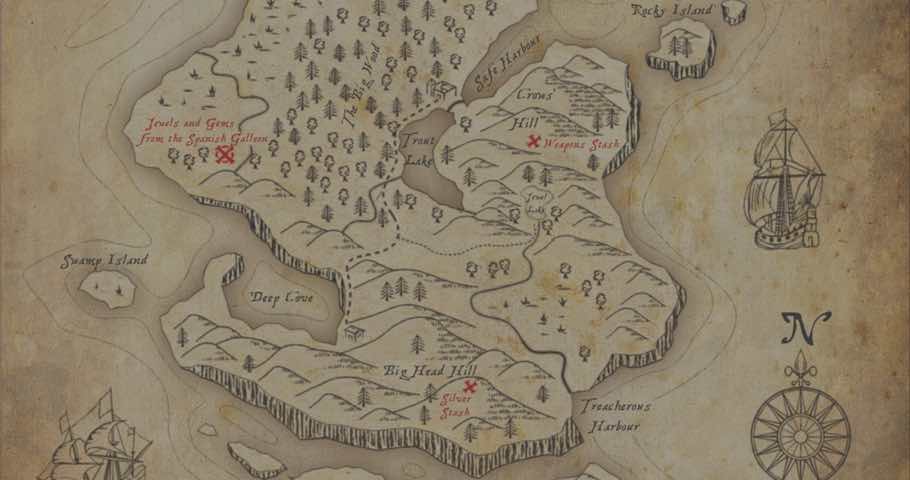 Rocky Island
Safe Harbour
The Big Wood
Crows'
Hill
Jewels and Gems
from the Spanish Galleon
Trout
Lake
Weapons Stash
Jewel
Lake
Swamp Island
Deep Cove
N
Big Head Hill
Silver
Stash
Treacherous
Harbour